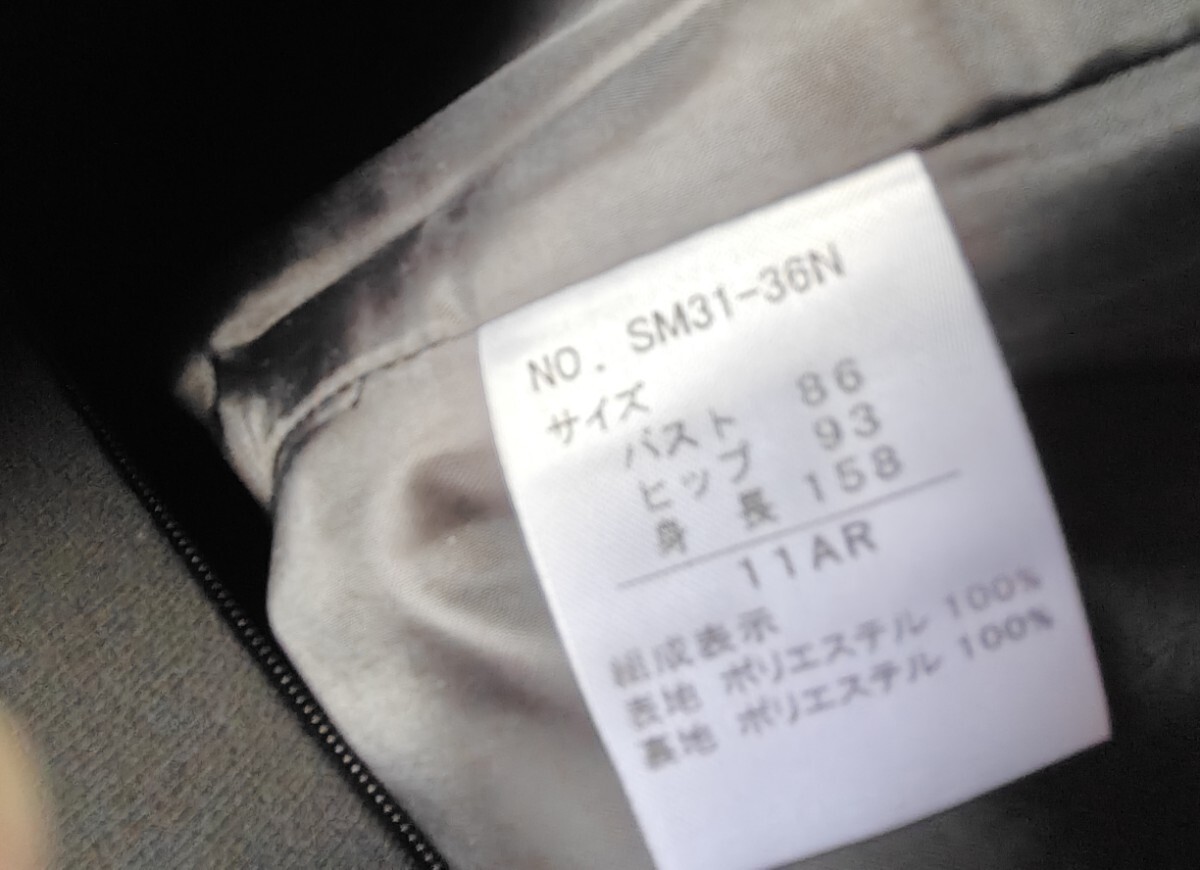 NO. SM31-36N
サイズ
バスト 86
ヒップ 93
身長 158
11AR
組成表示
表地 ポリエステル 100%
裏地 ポリエステル 100%